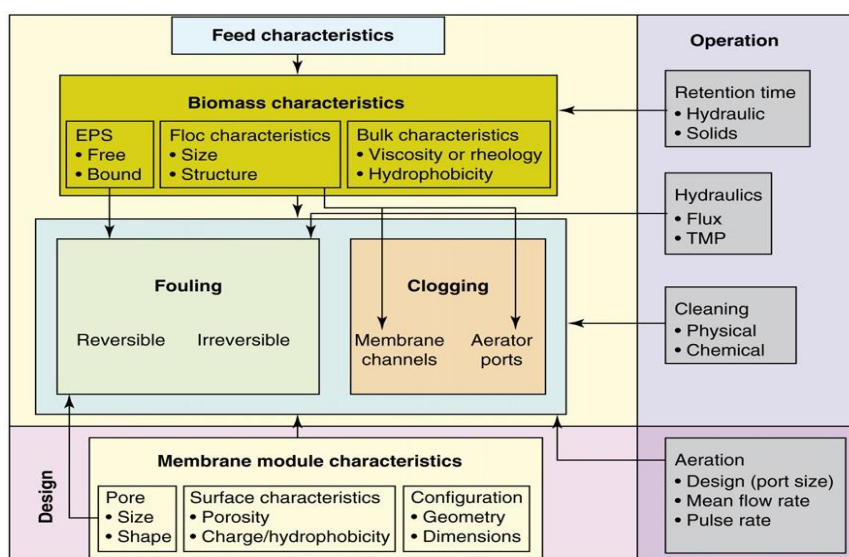 Feed characteristics
Operation
Biomass characteristics
EPS
• Free
• Bound
Floc characteristics
• Size
• Structure
Bulk characteristics
• Viscosity or rheology
• Hydrophobicity
Retention time
• Hydraulic
• Solids
Hydraulics
• Flux
• TMP
Fouling
Reversible
Irreversible
Clogging
Membrane
channels
Aerator
ports
Cleaning
• Physical
• Chemical
Design
Membrane module characteristics
Pore
• Size
• Shape
Surface characteristics
• Porosity
• Charge/hydrophobicity
Configuration
• Geometry
• Dimensions
Aeration
• Design (port size)
• Mean flow rate
• Pulse rate